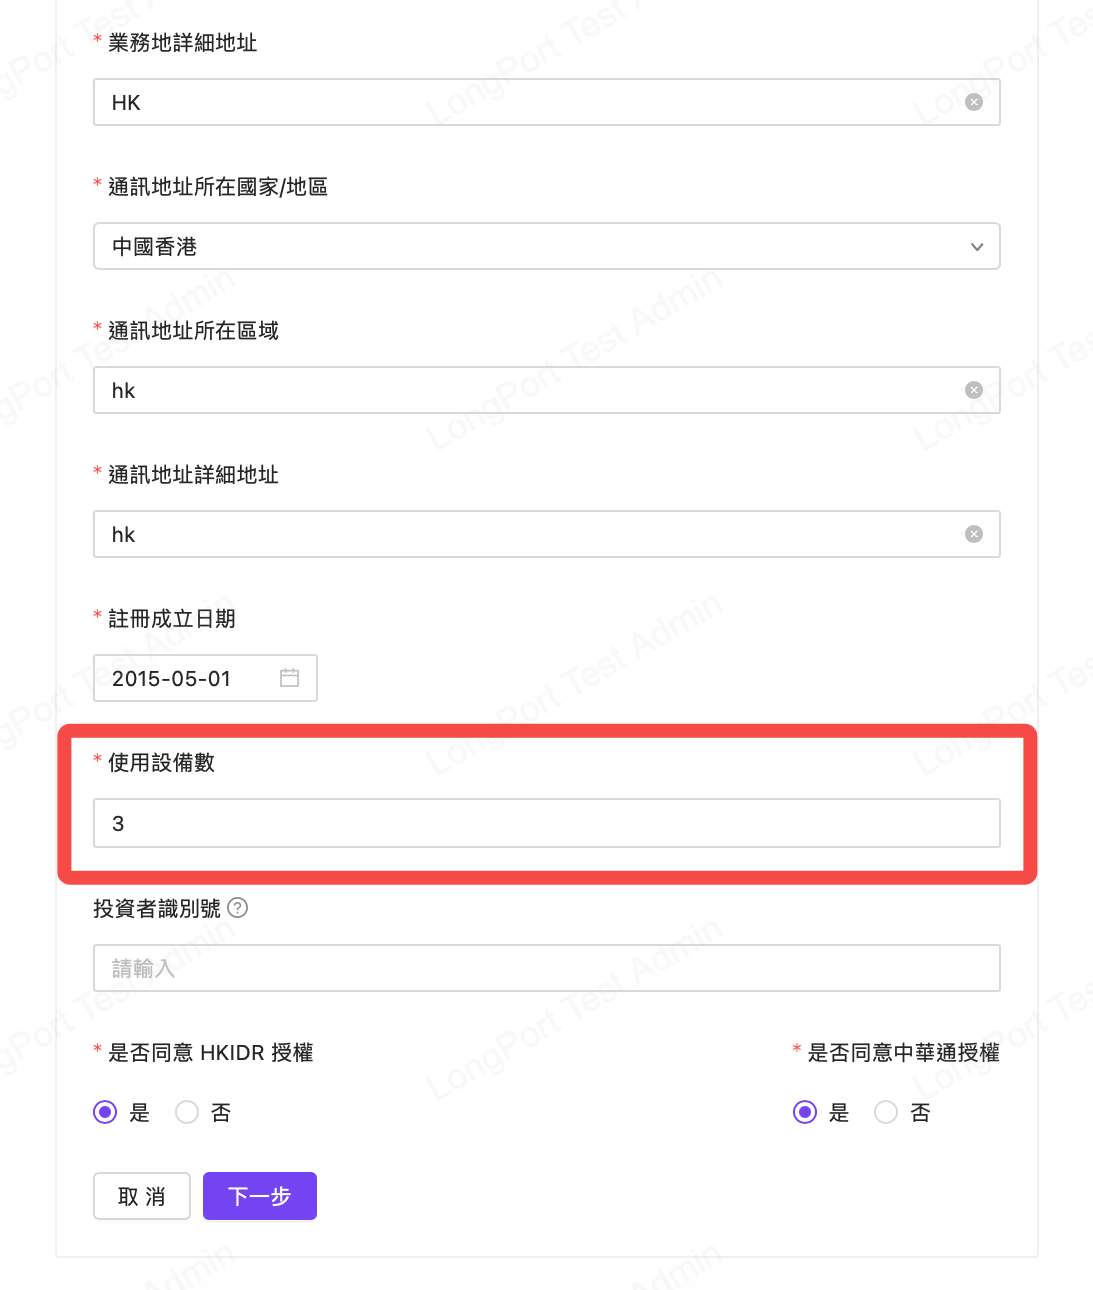 * 業務地詳細地址
HK
* 通訊地址所在國家/地區
中國香港
* 通訊地址所在區域
hk
* 通訊地址詳細地址
hk
* 註冊成立日期
2015-05-01
* 使用設備數
3
投資者識別號 ?
請輸入
* 是否同意 HKIDR 授權
* 是否同意中華通授權
是 否
是 否
取 消
下一步
LongPort Test Admin